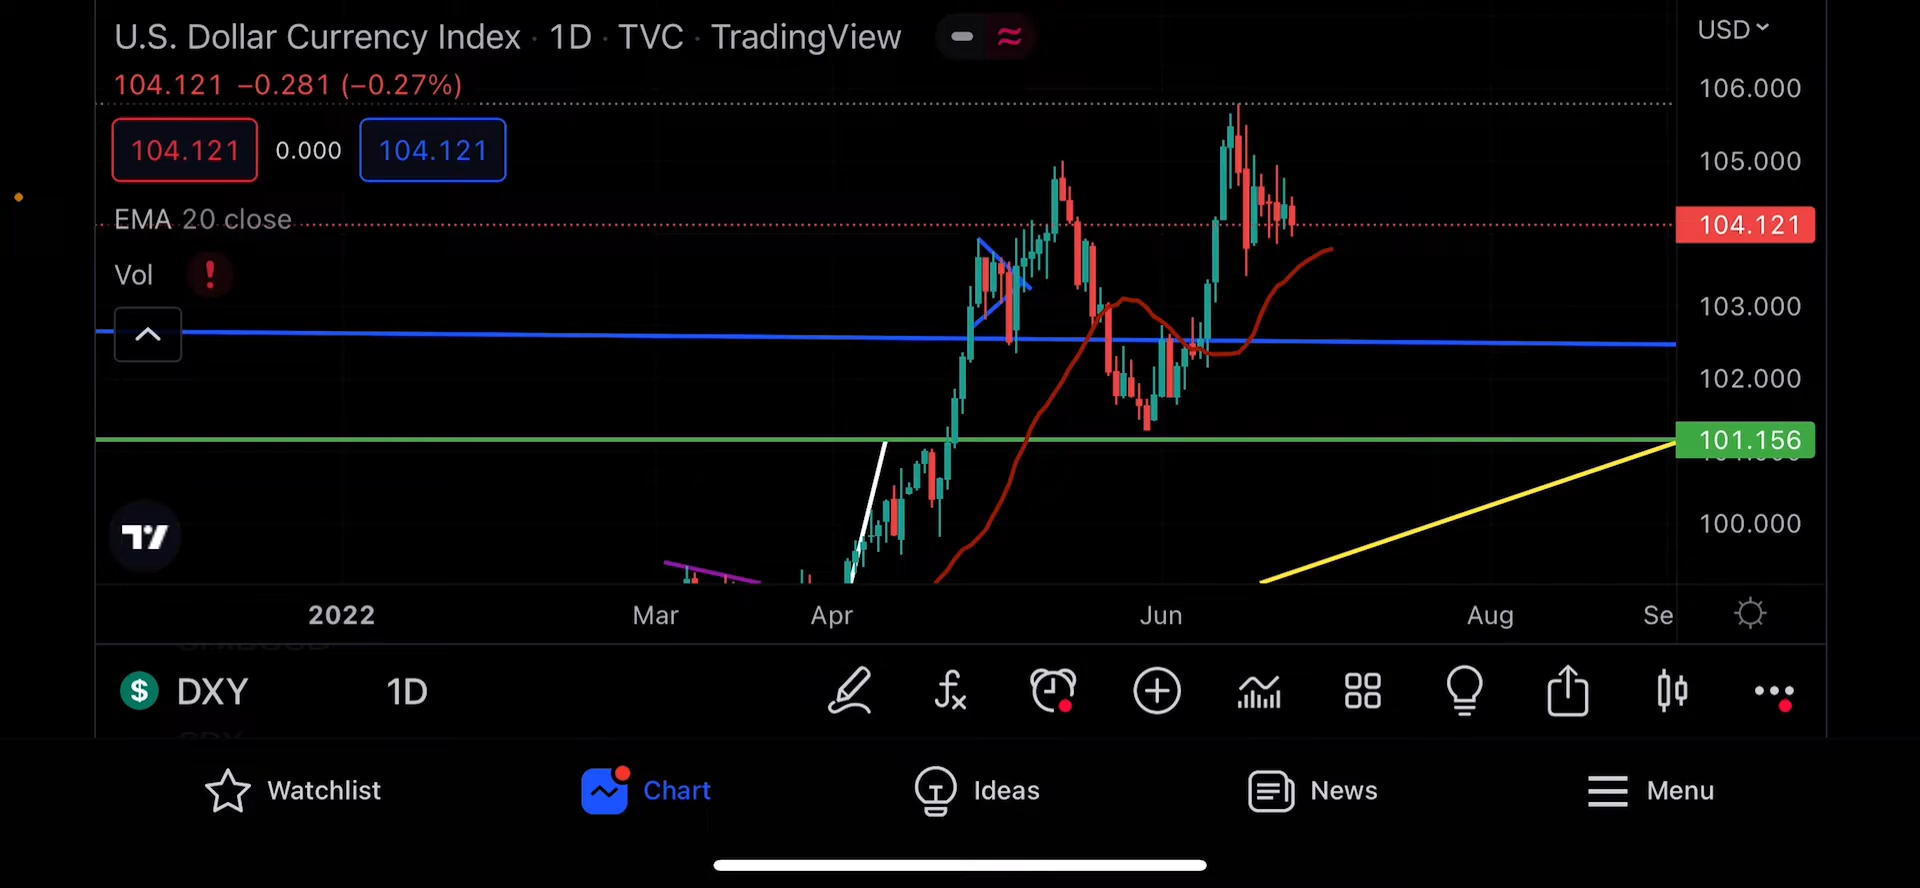 U.S. Dollar Currency Index · 1D · TVC · TradingView
USD
104.121 −0.281 (−0.27%)
106.000
104.121 0.000 104.121
105.000
EMA 20 close
104.121
Vol
103.000
102.000
101.156
100.000
2022 Mar Apr Jun Aug Se
DXY 1D
Watchlist Chart Ideas News Menu